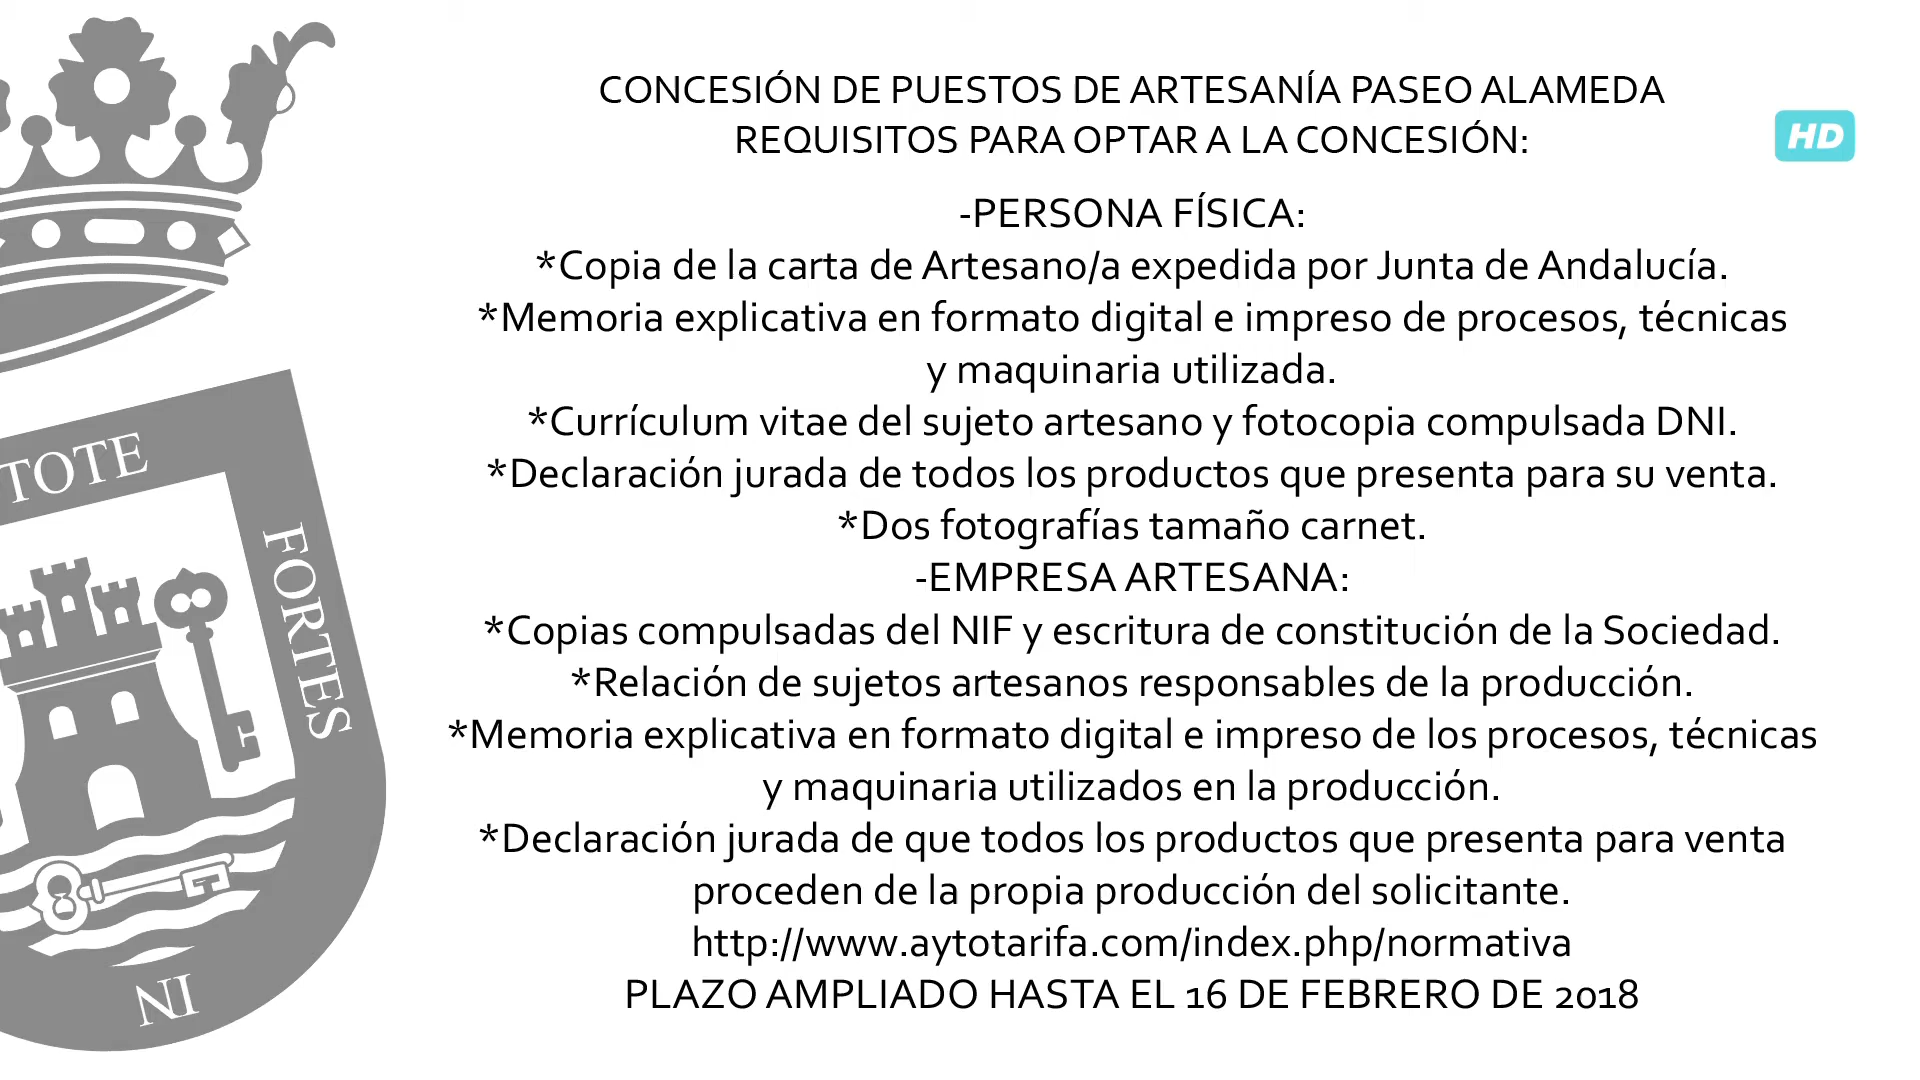 CONCESIÓN DE PUESTOS DE ARTESANÍA PASEO ALAMEDA
REQUISITOS PARA OPTAR A LA CONCESIÓN:
HD
-PERSONA FÍSICA:
*Copia de la carta de Artesano/a expedida por Junta de Andalucía.
*Memoria explicativa en formato digital e impreso de procesos, técnicas
y maquinaria utilizada.
*Currículum vitae del sujeto artesano y fotocopia compulsada DNI.
*Declaración jurada de todos los productos que presenta para su venta.
*Dos fotografías tamaño carnet.
-EMPRESA ARTESANA:
*Copias compulsadas del NIF y escritura de constitución de la Sociedad.
*Relación de sujetos artesanos responsables de la producción.
*Memoria explicativa en formato digital e impreso de los procesos, técnicas
y maquinaria utilizados en la producción.
*Declaración jurada de que todos los productos que presenta para venta
proceden de la propia producción del solicitante.
http://www.aytotarifa.com/index.php/normativa
PLAZO AMPLIADO HASTA EL 16 DE FEBRERO DE 2018
TOTE
FORTES
IN